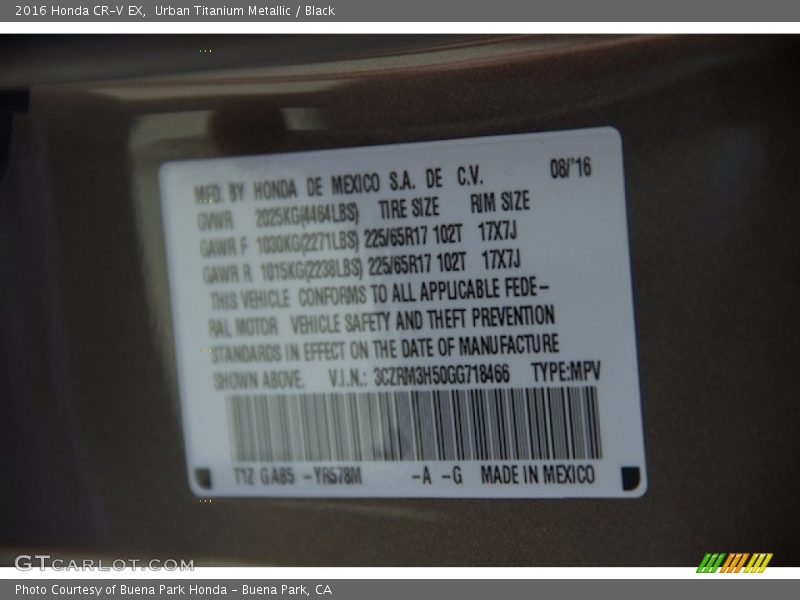 2016 Honda CR-V EX,  Urban Titanium Metallic / Black
MFD. BY HONDA DE MEXICO S.A. DE C.V. 08/'16
GVWR 2025KG(4464LBS) TIRE SIZE RIM SIZE
GAWR F 1030KG(2271LBS) 225/65R17 102T 17X7J
GAWR R 1015KG(2238LBS) 225/65R17 102T 17X7J
THIS VEHICLE CONFORMS TO ALL APPLICABLE FEDE-
RAL MOTOR VEHICLE SAFETY AND THEFT PREVENTION
STANDARDS IN EFFECT ON THE DATE OF MANUFACTURE
SHOWN ABOVE. V.I.N.: 3CZRM3H50GG718466 TYPE:MPV
T1Z GAB5 -YR578M -A -G MADE IN MEXICO
GTCARLOT.COM
Photo Courtesy of Buena Park Honda - Buena Park, CA